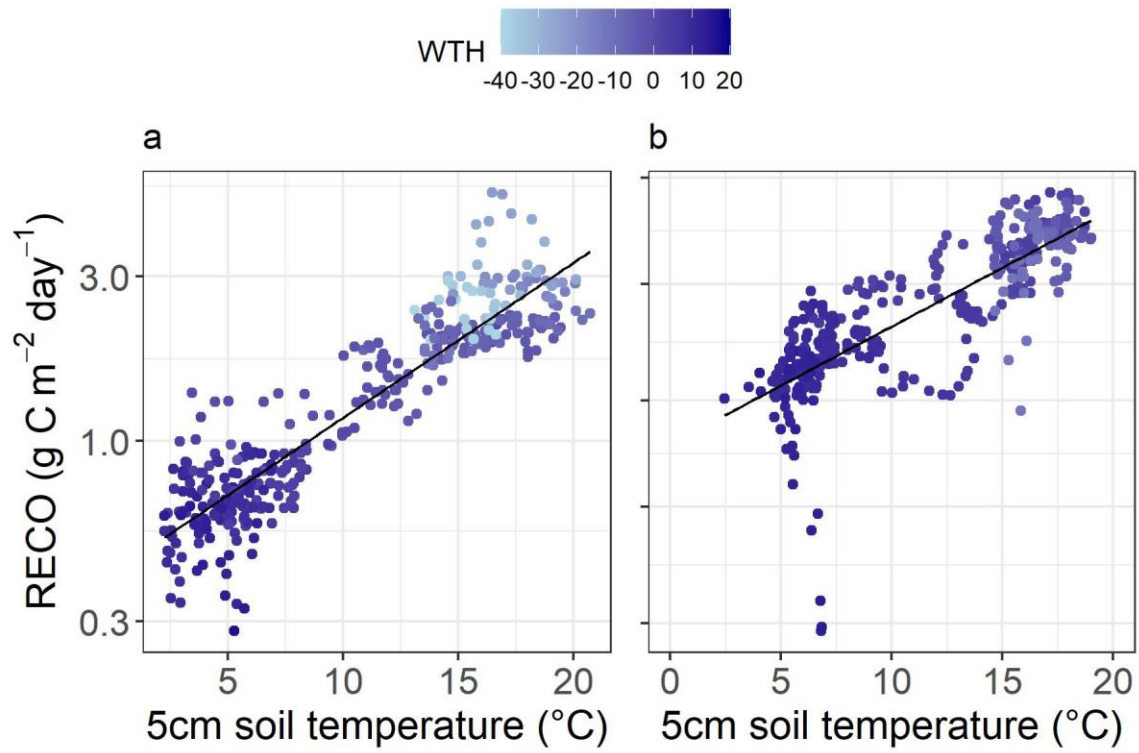 WTH
-40 -30 -20 -10 0 10 20
a b
RECO (g C m⁻² day⁻¹)
3.0
1.0
0.3
5 10 15 20
0 5 10 15 20
5cm soil temperature (°C)
5cm soil temperature (°C)